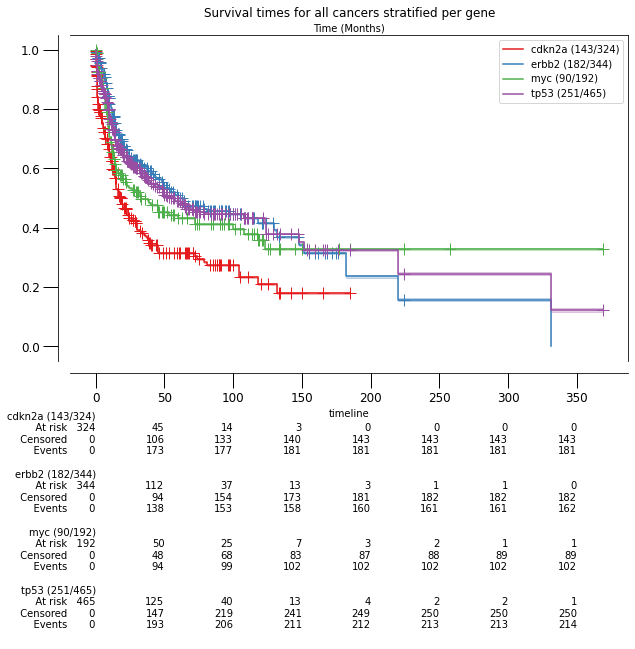 Survival times for all cancers stratified per gene
Time (Months)
cdkn2a (143/324)
erbb2 (182/344)
myc (90/192)
tp53 (251/465)
1.0
0.8
0.6
0.4
0.2
0.0
0 50 100 150 200 250 300 350
timeline
cdkn2a (143/324)
At risk 324 45 14 3 0 0 0 0
Censored 0 106 133 140 143 143 143 143
Events 0 173 177 181 181 181 181 181
erbb2 (182/344)
At risk 344 112 37 13 3 1 1 0
Censored 0 94 154 173 181 182 182 182
Events 0 138 153 158 160 161 161 162
myc (90/192)
At risk 192 50 25 7 3 2 1 1
Censored 0 48 68 83 87 88 89 89
Events 0 94 99 102 102 102 102 102
tp53 (251/465)
At risk 465 125 40 13 4 2 2 1
Censored 0 147 219 241 249 250 250 250
Events 0 193 206 211 212 213 213 214